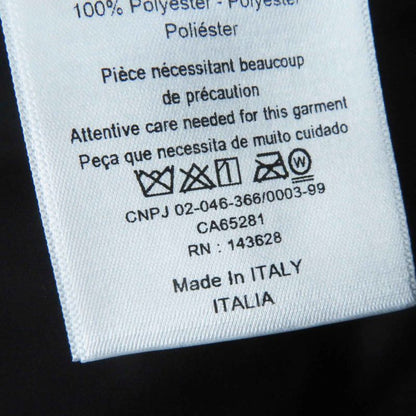 100% Polyester - Polyester
Poliéster
Pièce nécessitant beaucoup
de précaution
Attentive care needed for this garment
Peça que necessita de muito cuidado
W
CNPJ 02-046-366/0003-99
CA65281
RN : 143628
Made In ITALY
ITALIA